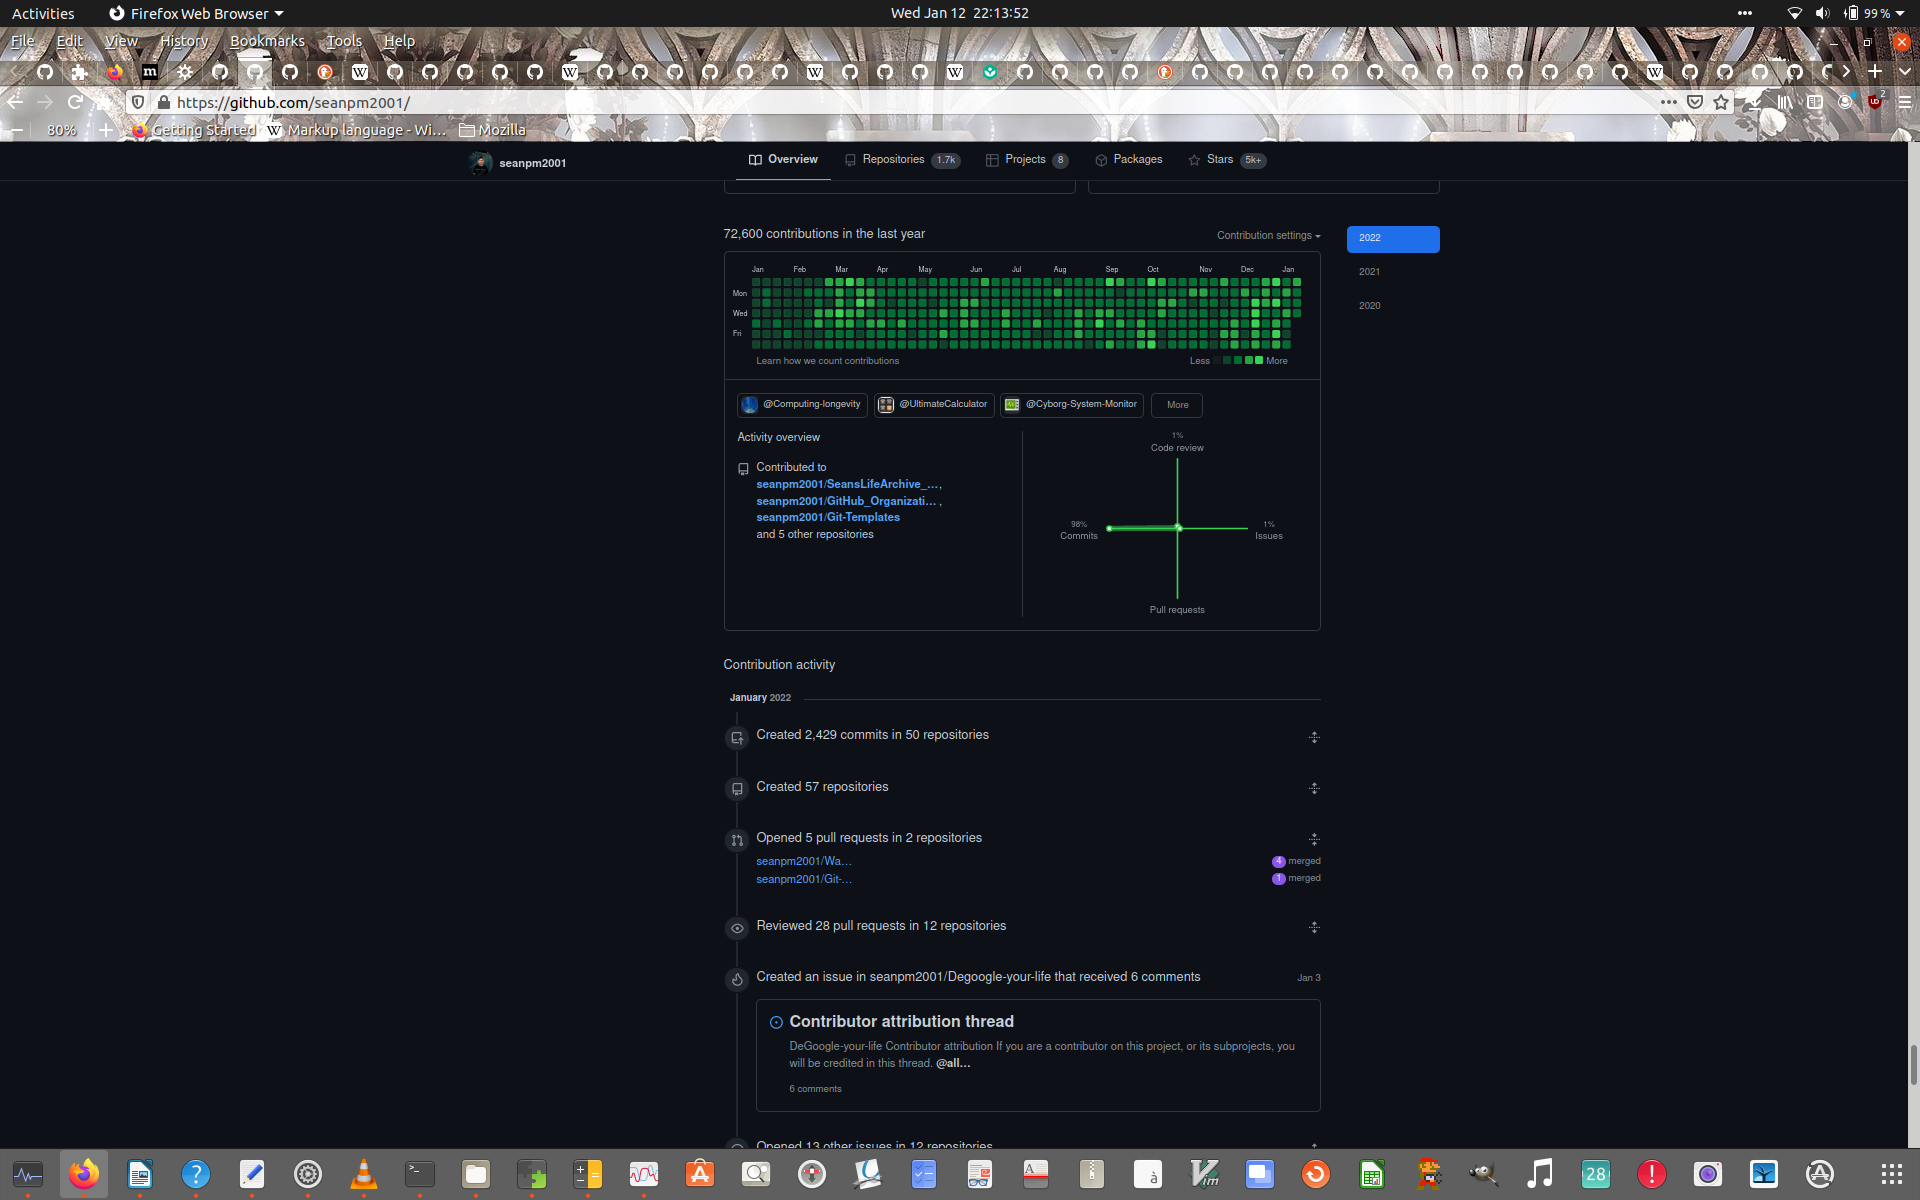 Activities
Firefox Web Browser
Wed Jan 12 22:13:52
99 %
File Edit View History Bookmarks Tools Help
https://github.com/seanpm2001/
2
80%
Getting Started
Markup language - Wi…
Mozilla
seanpm2001
Overview
Repositories 1.7k
Projects 8
Packages
Stars 5k+
72,600 contributions in the last year
Contribution settings
2022
2021
2020
Jan Feb Mar Apr May Jun Jul Aug Sep Oct Nov Dec Jan
Mon
Wed
Fri
Learn how we count contributions
Less
More
@Computing-longevity
@UltimateCalculator
@Cyborg-System-Monitor
More
Activity overview
Contributed to
seanpm2001/SeansLifeArchive_…,
seanpm2001/GitHub_Organizati… ,
seanpm2001/Git-Templates
and 5 other repositories
1%
Code review
98%
Commits
1%
Issues
Pull requests
Contribution activity
January 2022
Created 2,429 commits in 50 repositories
Created 57 repositories
Opened 5 pull requests in 2 repositories
seanpm2001/Wa…
4 merged
seanpm2001/Git-…
1 merged
Reviewed 28 pull requests in 12 repositories
Created an issue in seanpm2001/Degoogle-your-life that received 6 comments
Jan 3
Contributor attribution thread
DeGoogle-your-life Contributor attribution If you are a contributor on this project, or its subprojects, you
will be credited in this thread. @all…
6 comments
Opened 13 other issues in 12 repositories
28